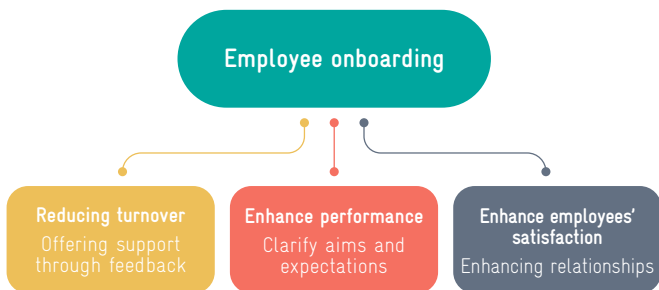 Employee onboarding
Reducing turnover
Offering support
through feedback
Enhance performance
Clarify aims and
expectations
Enhance employees'
satisfaction
Enhancing relationships